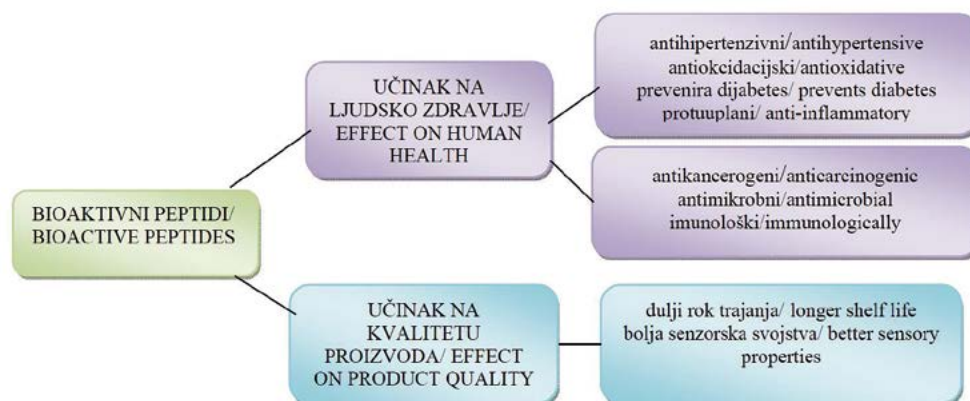 BIOAKTIVNI PEPTIDI/
BIOACTIVE PEPTIDES
UČINAK NA
LJUDSKO ZDRAVLJE/
EFFECT ON HUMAN
HEALTH
antihipertenzivni/antihypertensive
antiokcidacijski/antioxidative
prevenira dijabetes/ prevents diabetes
protuuplani/ anti-inflammatory
antikancerogeni/anticarcinogenic
antimikrobni/antimicrobial
imunološki/immunologically
UČINAK NA
KVALITETU
PROIZVODA/ EFFECT
ON PRODUCT QUALITY
dulji rok trajanja/ longer shelf life
bolja senzorska svojstva/ better sensory
properties